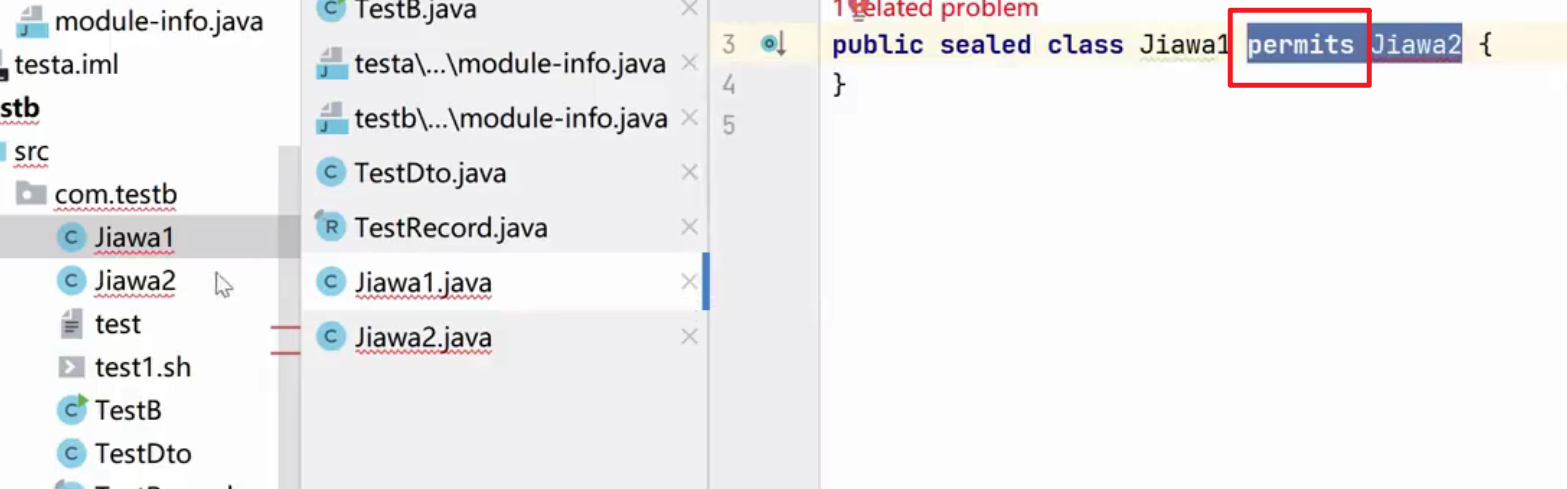 module-info.java
testa.iml
stb
src
com.testb
Jiawa1
Jiawa2
test
test1.sh
TestB
TestDto
TestB.java
testa\...\module-info.java
testb\...\module-info.java
TestDto.java
TestRecord.java
Jiawa1.java
Jiawa2.java
related problem
3 public sealed class Jiawa1 permits Jiawa2 {
4 }
5